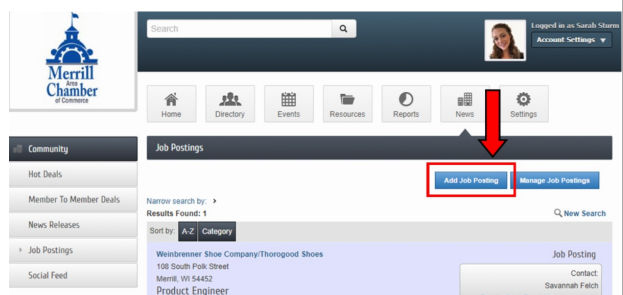 Search
Logged in as Sarah Sturm
Account Settings
Merrill
Area
Chamber
of Commerce
Home
Directory
Events
Resources
Reports
News
Settings
Community
Job Postings
Hot Deals
Add Job Posting
Manage Job Postings
Member To Member Deals
Narrow search by:
Results Found: 1
New Search
News Releases
Sort by: A-Z Category
Job Postings
Weinbrenner Shoe Company/Thorogood Shoes
Job Posting
108 South Polk Street
Merrill, WI 54452
Contact:
Social Feed
Product Engineer
Savannah Felch